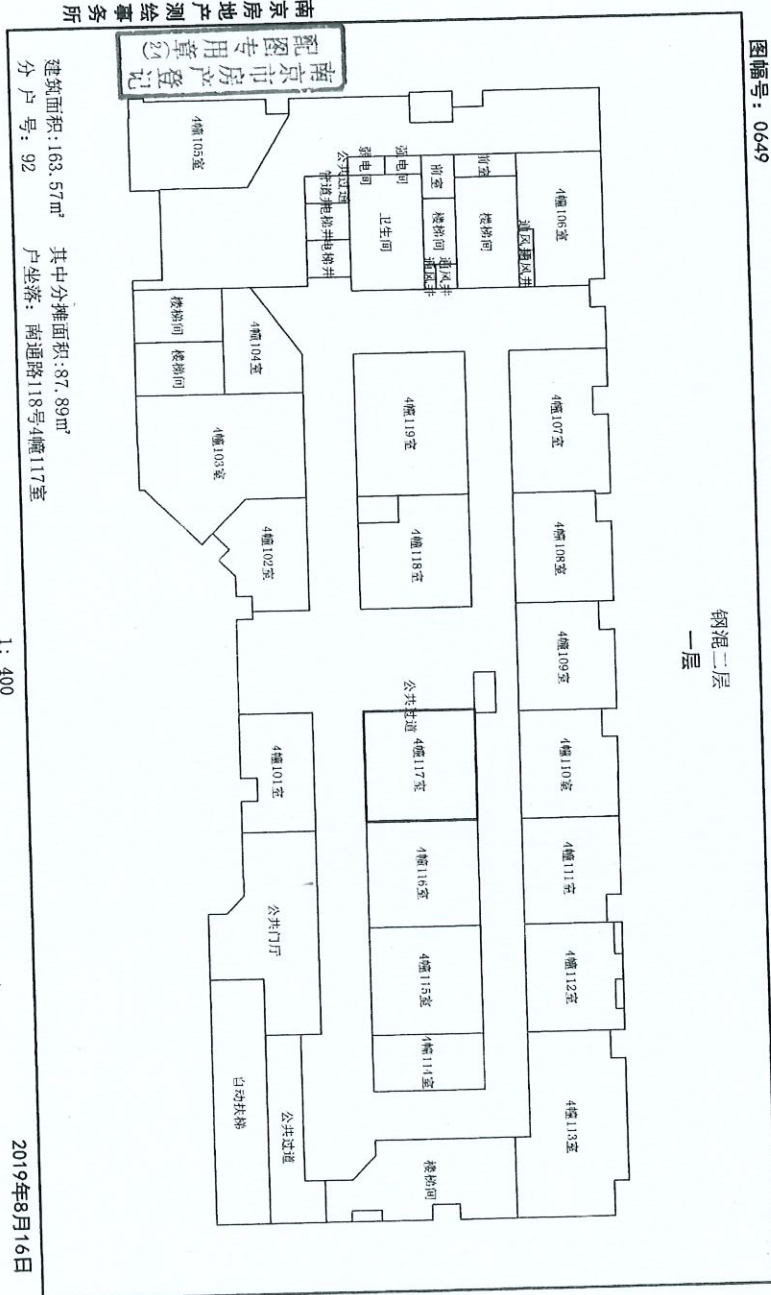 图幅号：0649
钢混二层
一层
4幢106室
4幢107室
4幢108室
4幢109室
4幢110室
4幢111室
4幢112室
4幢113室
通风井
通风井
前室
楼梯间
前室
楼梯间
通风井
通风井
强电间
弱电间
卫生间
公共过道
管道井
电梯井
电梯井
4幢119室
4幢118室
公共过道
4幢117室
4幢116室
4幢115室
4幢114室
楼梯间
4幢105室
楼梯间
楼梯间
4幢104室
4幢103室
4幢102室
4幢101室
公共门厅
自动扶梯
公共过道
南京市房产登记
配图专用章
(21)
建筑面积:163.57㎡
其中分摊面积:87.89㎡
分户号：92
户坐落：南通路118号4幢117室
南京房地产测绘事务所
1：400
2019年8月16日